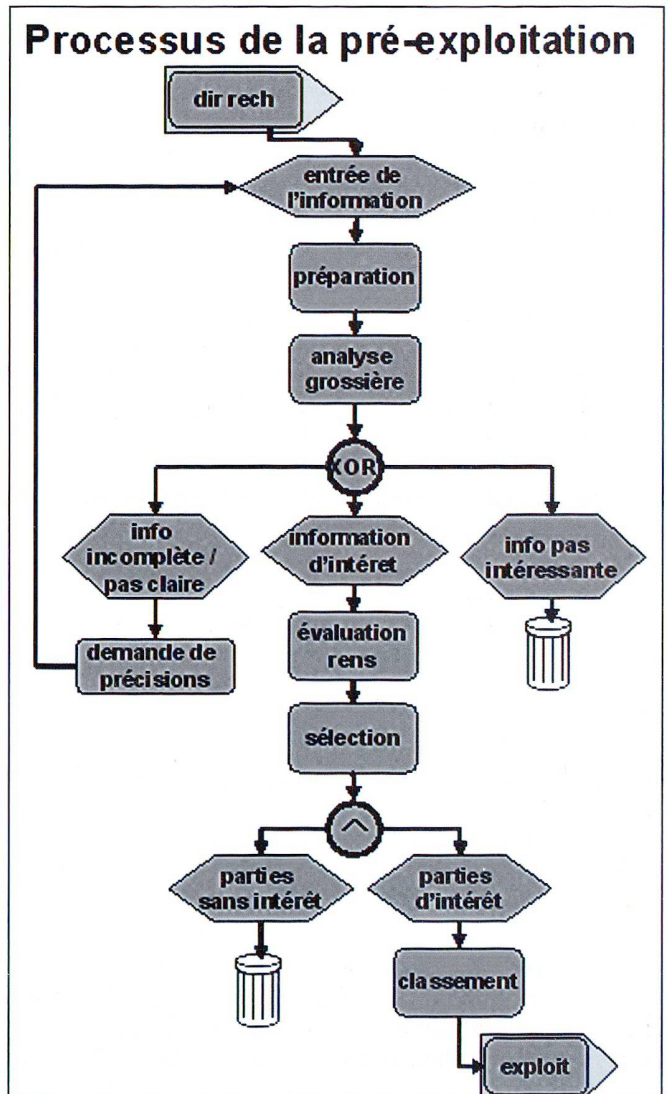 Processus de la pré-exploitation
dir rech
entrée de
l'information
préparation
analyse
grossière
XOR
info
incomplète /
pas claire
information
d'intéret
info pas
intéressante
demande de
précisions
évaluation
rens
sélection
parties
sans intérêt
parties
d'intérêt
classement
exploit